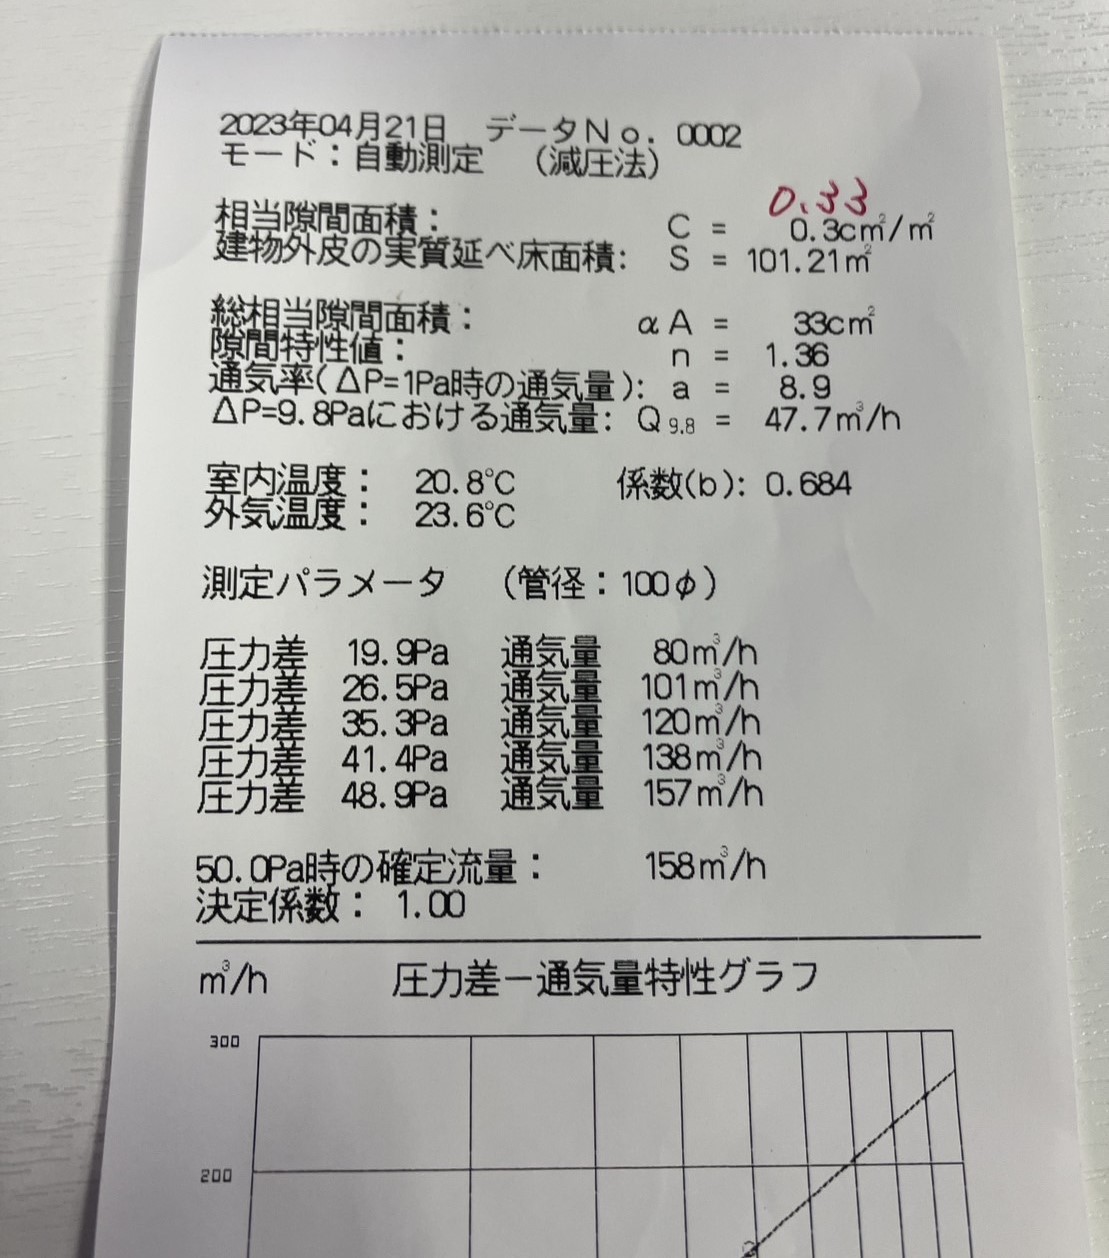 2023年04月21日 データNo. 0002
モード：自動測定 （減圧法）
0.33
相当隙間面積： C = 0.3cm²/m²
建物外皮の実質延べ床面積: S = 101.21m²
総相当隙間面積： αA = 33cm²
隙間特性値： n = 1.36
通気率(ΔP=1Pa時の通気量): a = 8.9
ΔP=9.8Paにおける通気量: Q9.8 = 47.7m³/h
室内温度： 20.8℃ 係数(b): 0.684
外気温度： 23.6℃
測定パラメータ （管径：100φ）
圧力差 19.9Pa 通気量 80m³/h
圧力差 26.5Pa 通気量 101m³/h
圧力差 35.3Pa 通気量 120m³/h
圧力差 41.4Pa 通気量 138m³/h
圧力差 48.9Pa 通気量 157m³/h
50.0Pa時の確定流量： 158m³/h
決定係数： 1.00
m³/h 圧力差－通気量特性グラフ
300
200